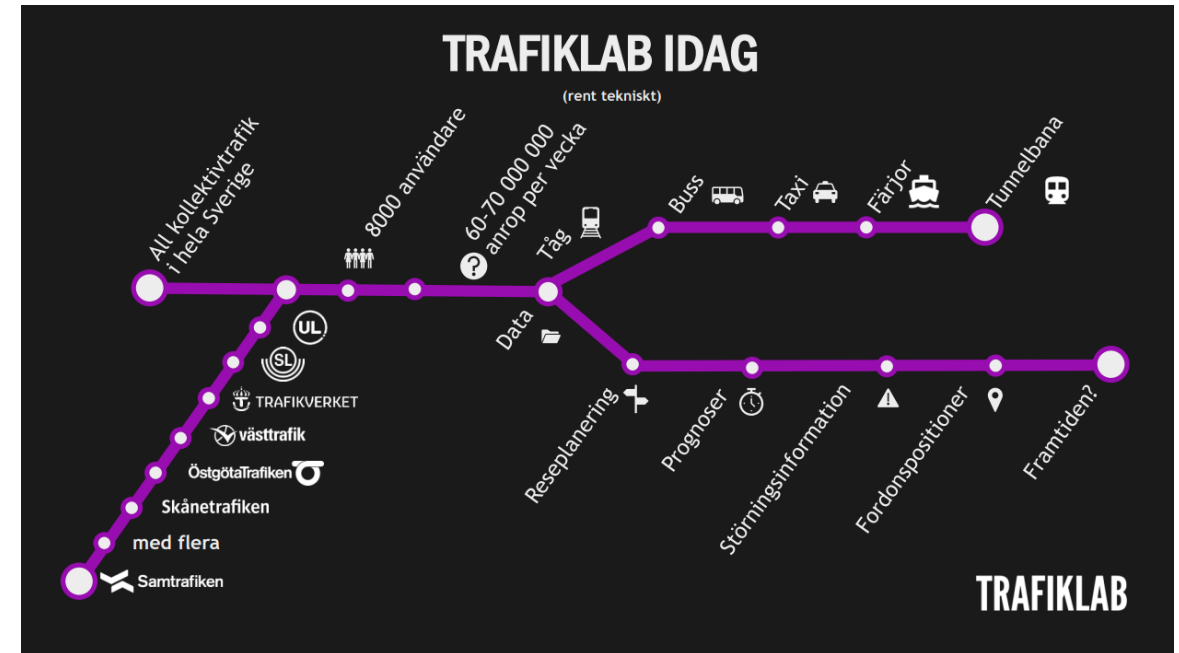 TRAFIKLAB IDAG
(rent tekniskt)
All kollektivtrafik
i hela Sverige
8000 användare
60-70 000 000
anrop per vecka
Tåg
Buss
Taxi
Färjor
Tunnelbana
Data
Reseplanering
Prognoser
Störningsinformation
Fordonspositioner
Framtiden?
UL
SL
TRAFIKVERKET
västtrafik
ÖstgötaTrafiken
Skånetrafiken
med flera
Samtrafiken
TRAFIKLAB